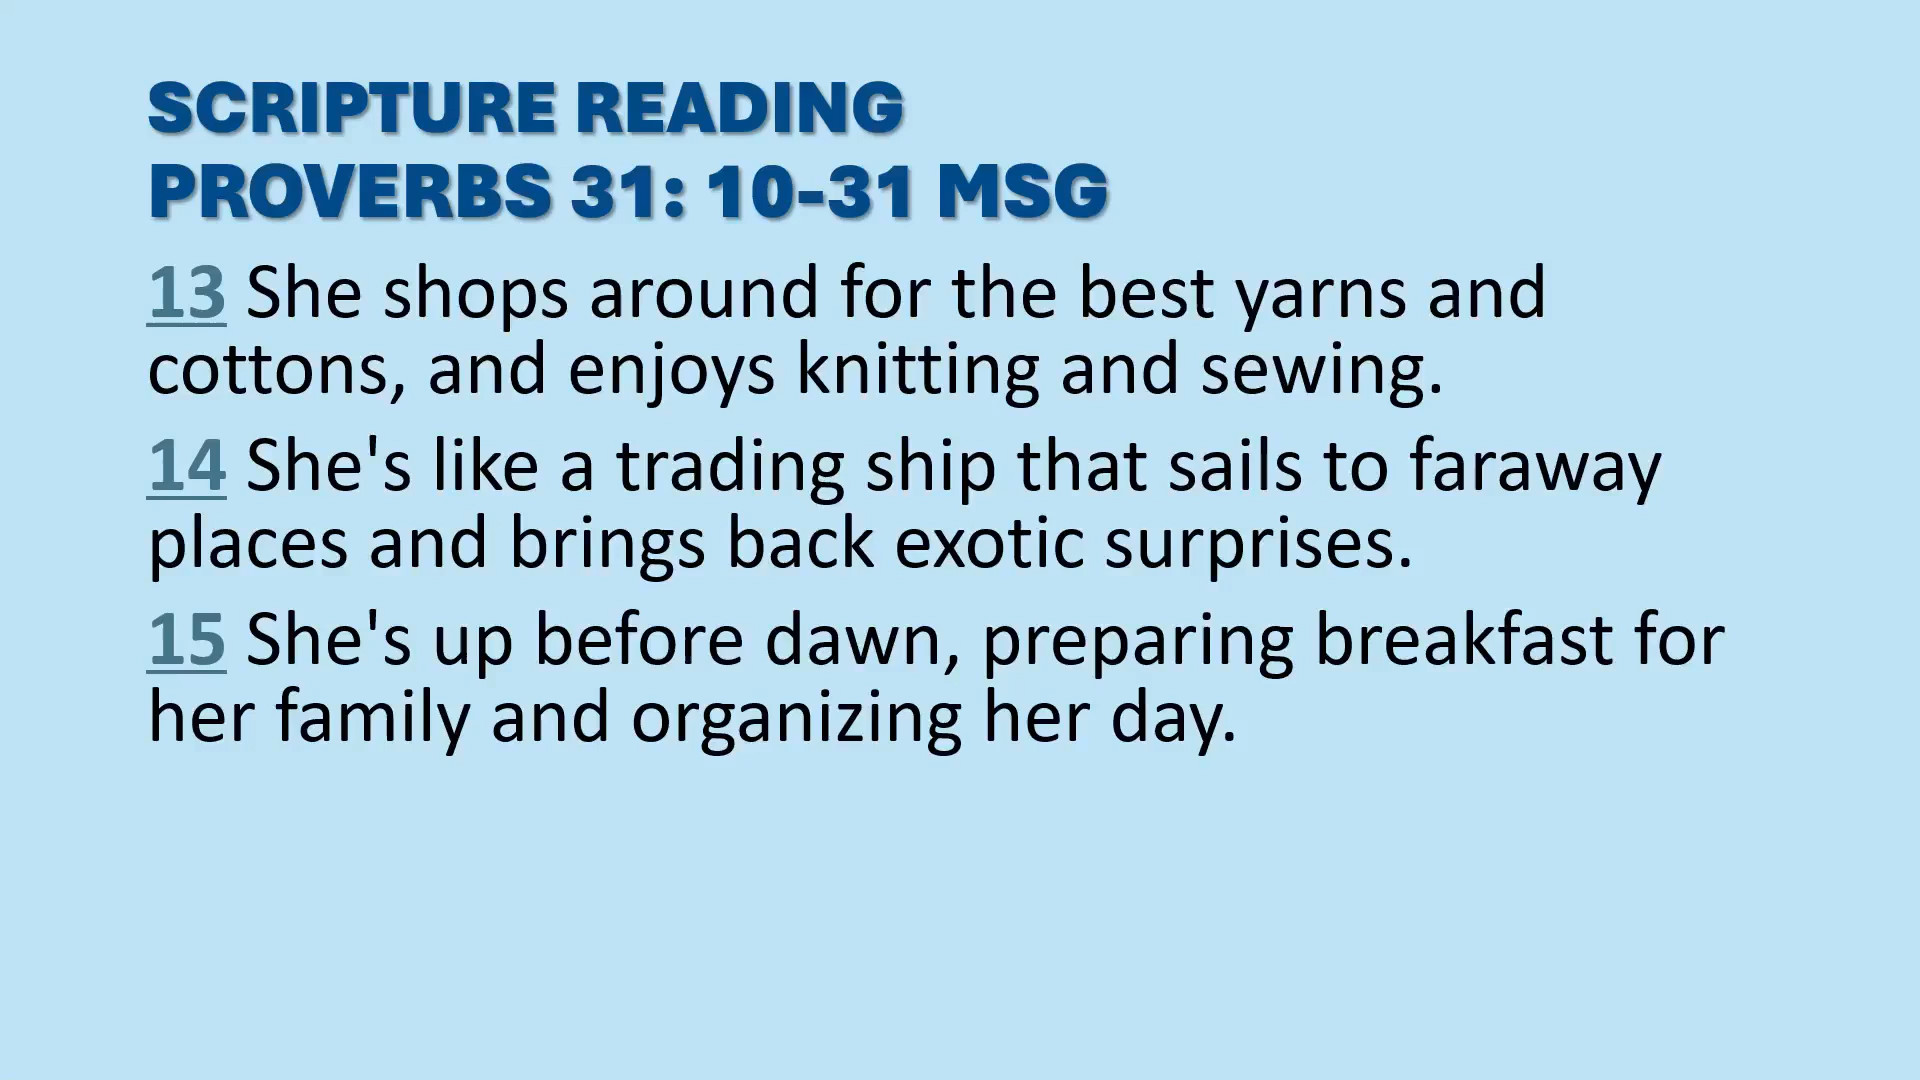 SCRIPTURE READING
PROVERBS 31: 10-31 MSG
13 She shops around for the best yarns and
cottons, and enjoys knitting and sewing.
14 She's like a trading ship that sails to faraway
places and brings back exotic surprises.
15 She's up before dawn, preparing breakfast for
her family and organizing her day.